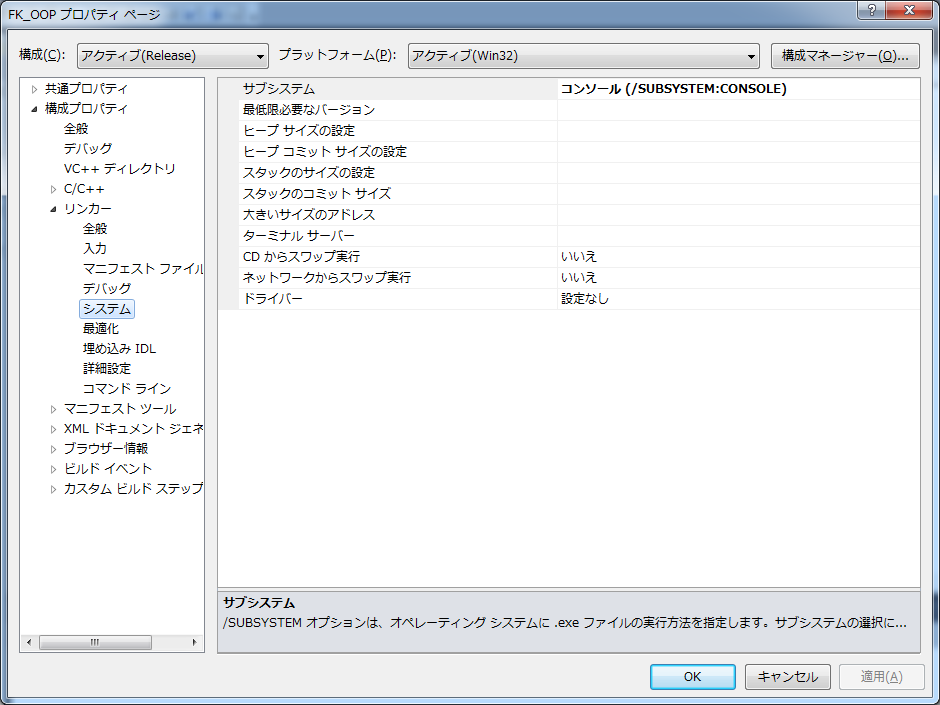 FK_OOP プロパティ ページ
構成(C): アクティブ(Release) プラットフォーム(P): アクティブ(Win32) 構成マネージャー(O)...
共通プロパティ
構成プロパティ
全般
デバッグ
VC++ ディレクトリ
C/C++
リンカー
全般
入力
マニフェスト ファイル
デバッグ
システム
最適化
埋め込み IDL
詳細設定
コマンド ライン
マニフェスト ツール
XML ドキュメント ジェネ
ブラウザー情報
ビルド イベント
カスタム ビルド ステップ
サブシステム コンソール (/SUBSYSTEM:CONSOLE)
最低限必要なバージョン
ヒープ サイズの設定
ヒープ コミット サイズの設定
スタックのサイズの設定
スタックのコミット サイズ
大きいサイズのアドレス
ターミナル サーバー
CD からスワップ実行 いいえ
ネットワークからスワップ実行 いいえ
ドライバー 設定なし
サブシステム
/SUBSYSTEM オプションは、オペレーティング システムに .exe ファイルの実行方法を指定します。サブシステムの選択に...
OK キャンセル 適用(A)